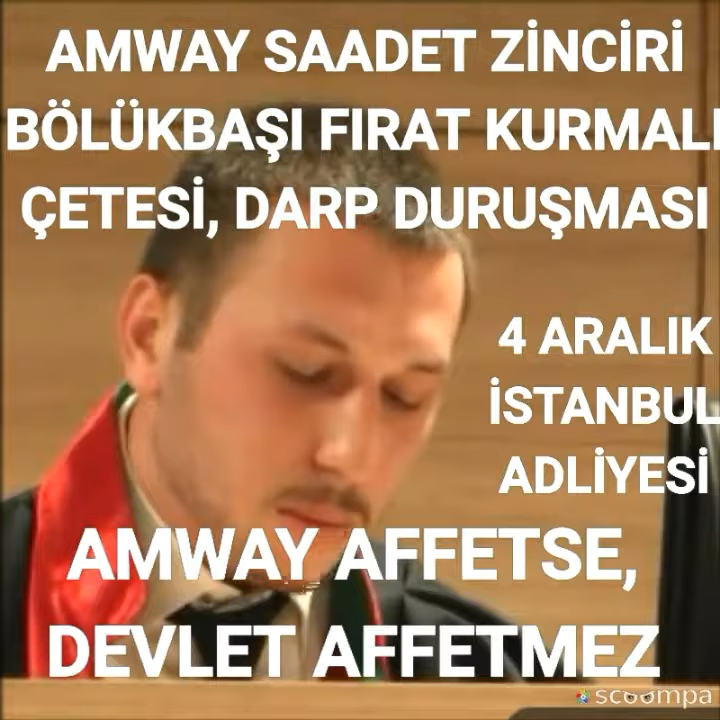 AMWAY SAADET ZİNCİRİ
BÖLÜKBAŞI FIRAT KURMALI
ÇETESİ, DARP DURUŞMASI
4 ARALIK
İSTANBUL
ADLİYESİ
AMWAY AFFETSE,
DEVLET AFFETMEZ
scoompa